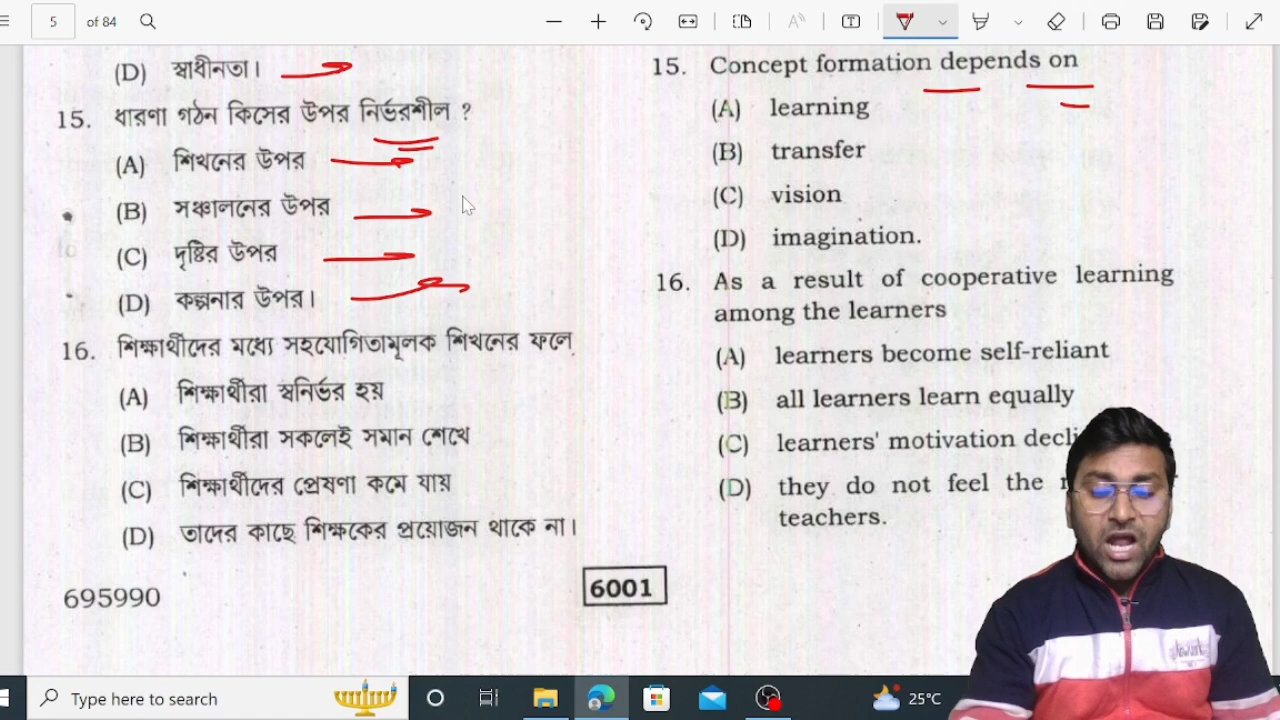 5 of 84
(D) স্বাধীনতা।
15. ধারণা গঠন কিসের উপর নির্ভরশীল ?
(A) শিখনের উপর
(B) সঞ্চালনের উপর
(C) দৃষ্টির উপর
(D) কল্পনার উপর।
16. শিক্ষার্থীদের মধ্যে সহযোগিতামূলক শিখনের ফলে
(A) শিক্ষার্থীরা স্বনির্ভর হয়
(B) শিক্ষার্থীরা সকলেই সমান শেখে
(C) শিক্ষার্থীদের প্রেষণা কমে যায়
(D) তাদের কাছে শিক্ষকের প্রয়োজন থাকে না।
695990
6001
15. Concept formation depends on
(A) learning
(B) transfer
(C) vision
(D) imagination.
16. As a result of cooperative learning
among the learners
(A) learners become self-reliant
(B) all learners learn equally
(C) learners' motivation
(D) they do not feel the
teachers.
Type here to search
25°C